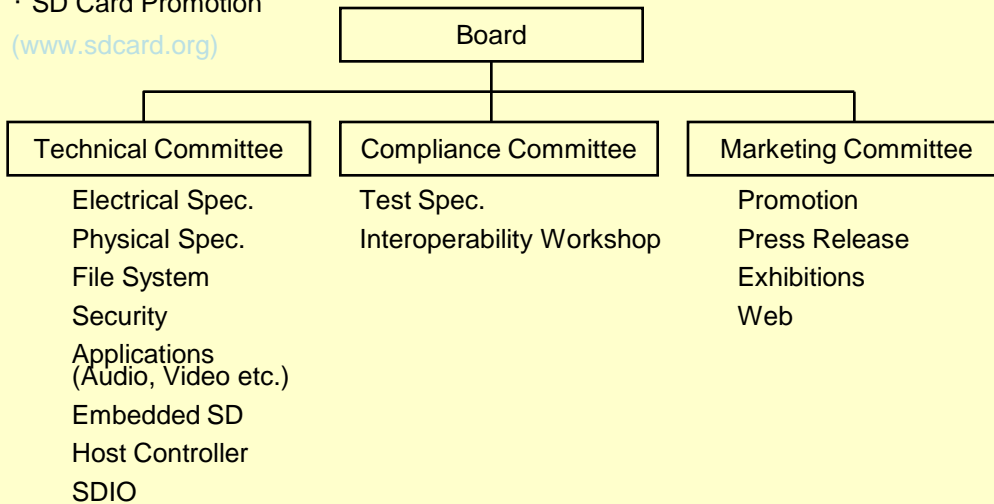 · SD Card Promotion
(www.sdcard.org)
Board
Technical Committee
Electrical Spec.
Physical Spec.
File System
Security
Applications
(Audio, Video etc.)
Embedded SD
Host Controller
SDIO
Compliance Committee
Test Spec.
Interoperability Workshop
Marketing Committee
Promotion
Press Release
Exhibitions
Web